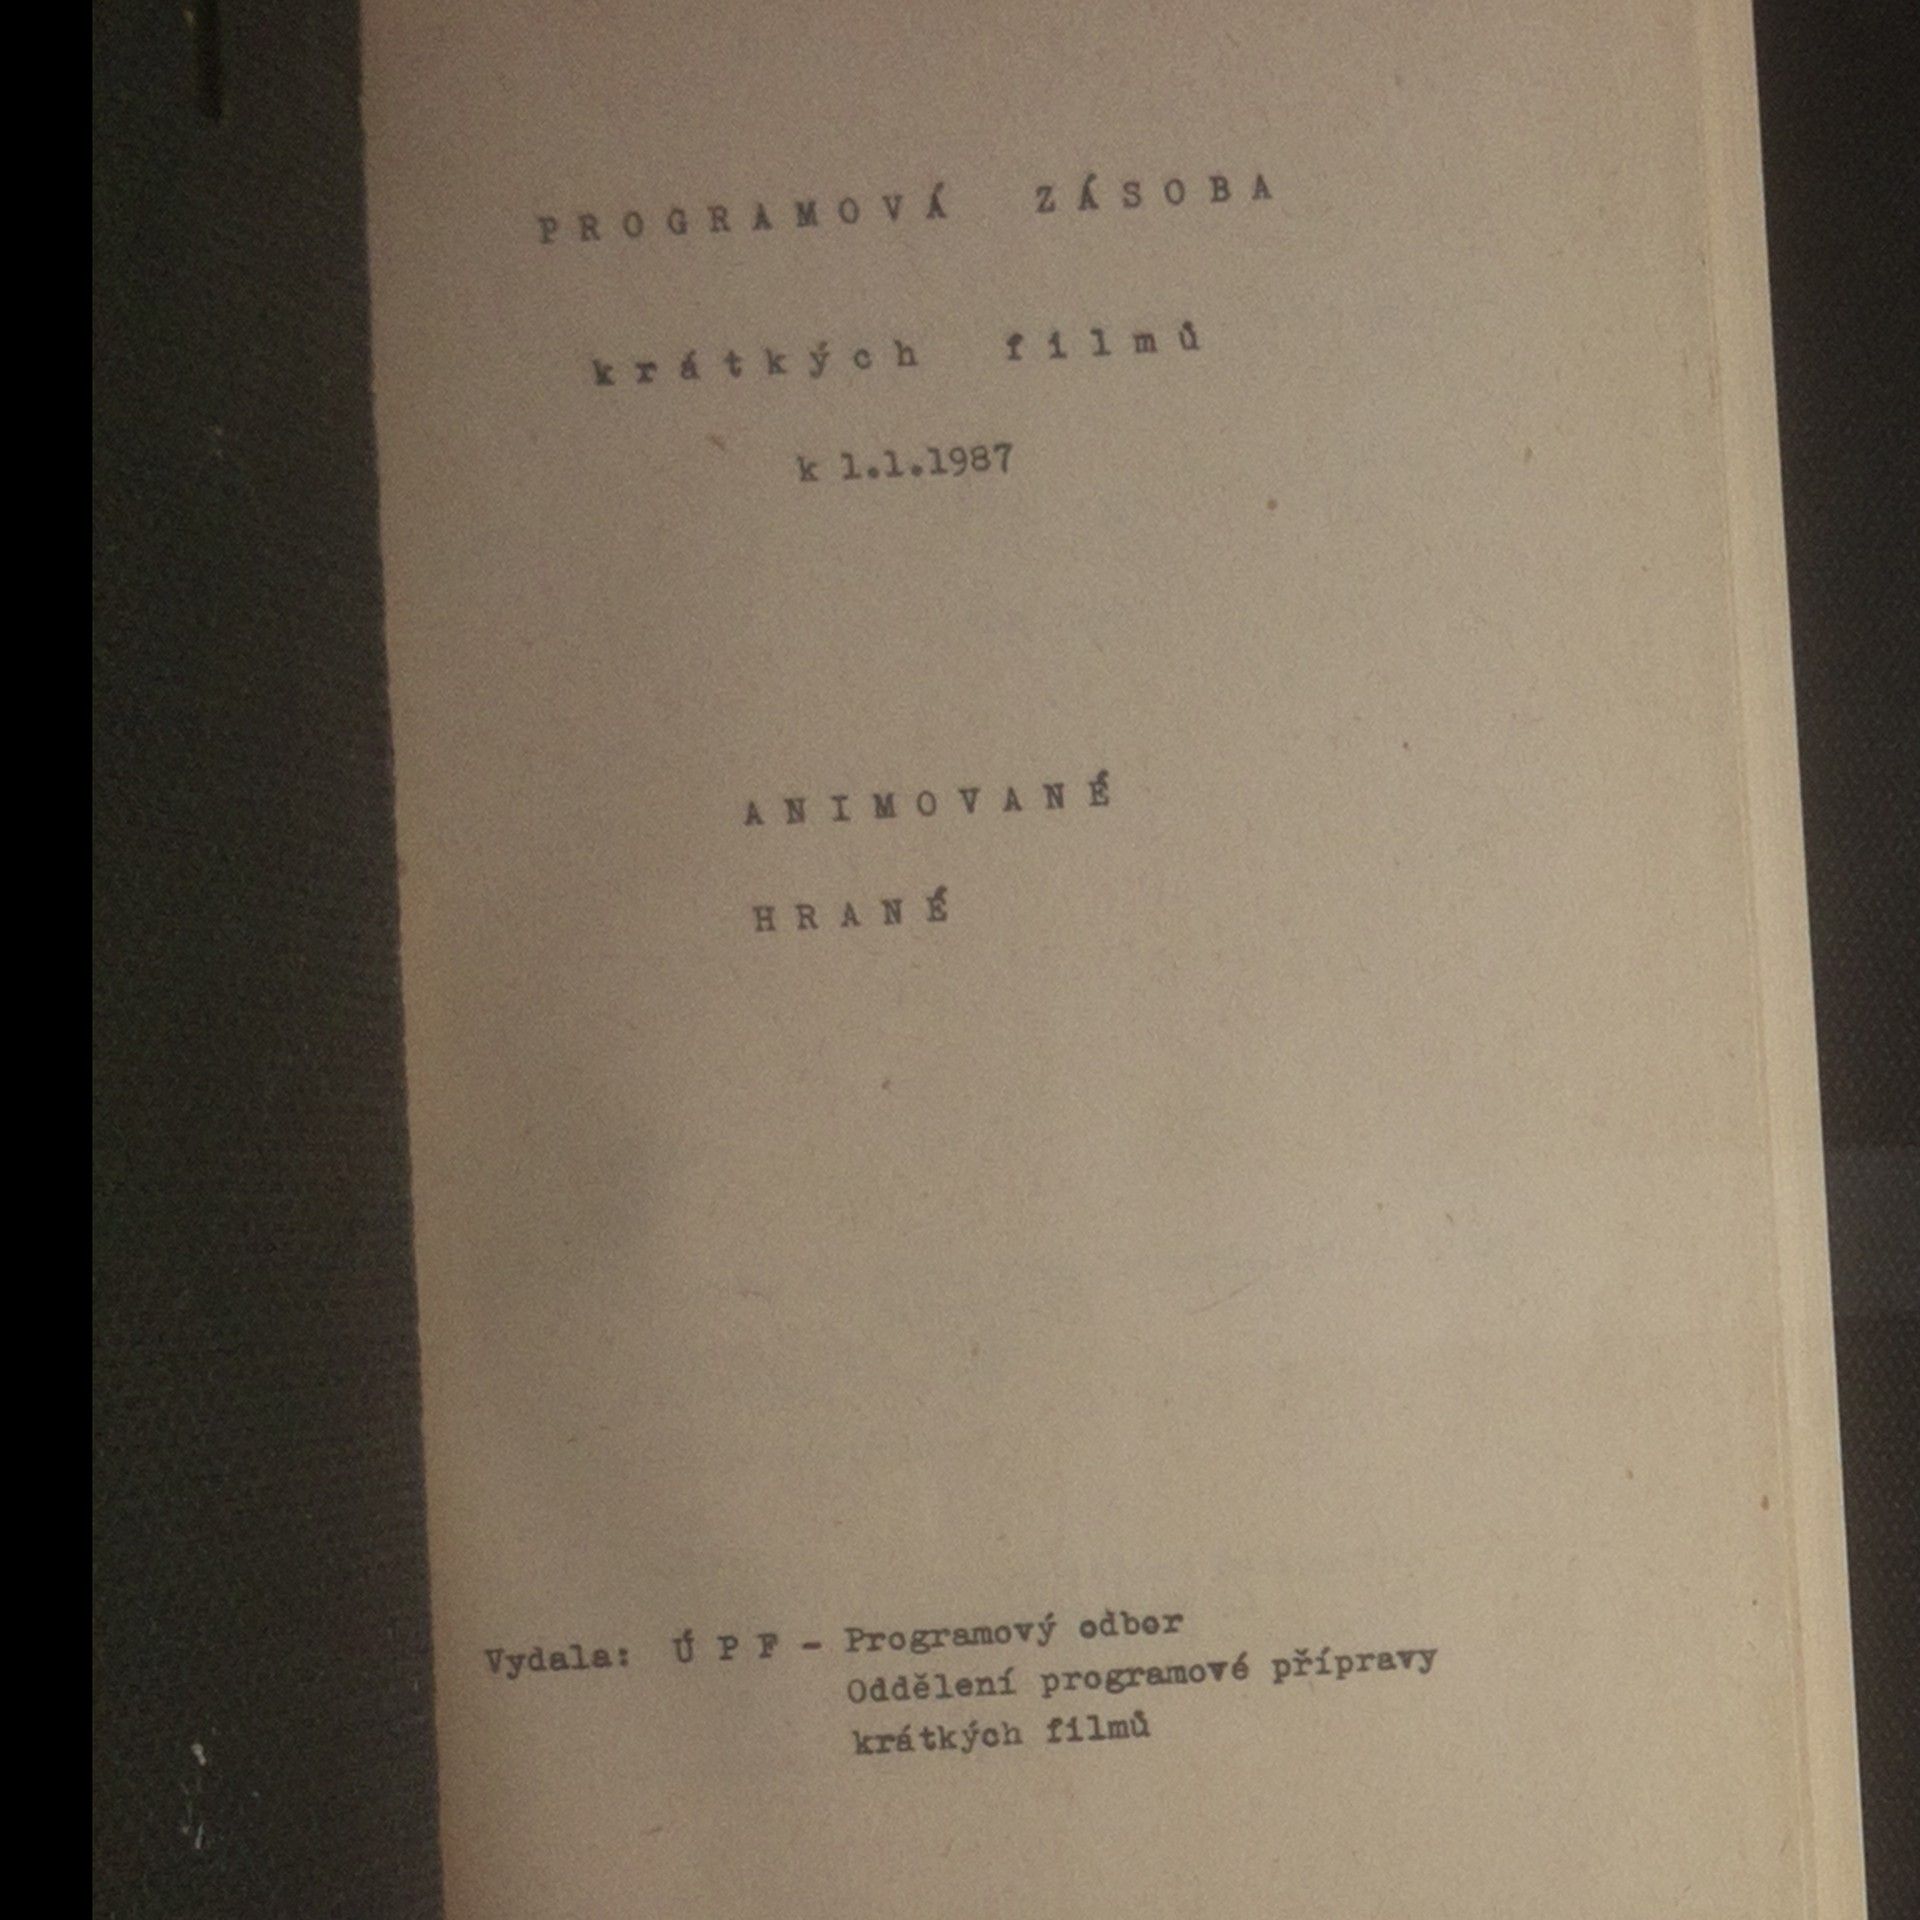 PROGRAMOVÁ ZÁSOBA
krátkých filmů
k 1.1.1987
ANIMOVANÉ
HRANÉ
Vydala: Ú P F - Programový odbor
Oddělení programové přípravy
krátkých filmů